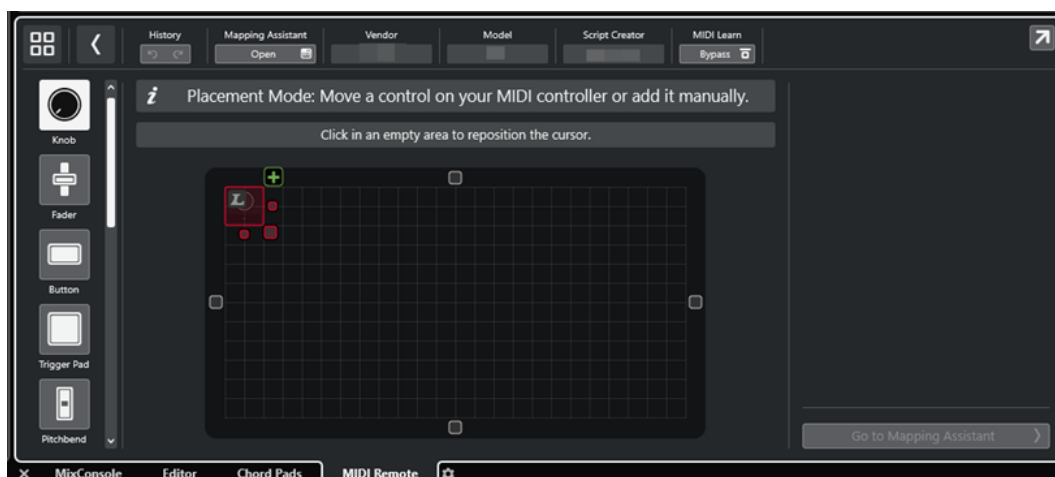 History
Mapping Assistant
Vendor
Model
Script Creator
MIDI Learn
Open
Bypass
i Placement Mode: Move a control on your MIDI controller or add it manually.
Click in an empty area to reposition the cursor.
Knob
L
Fader
Button
Trigger Pad
Pitchbend
Go to Mapping Assistant
MixConsole
Editor
Chord Pads
MIDI Remote